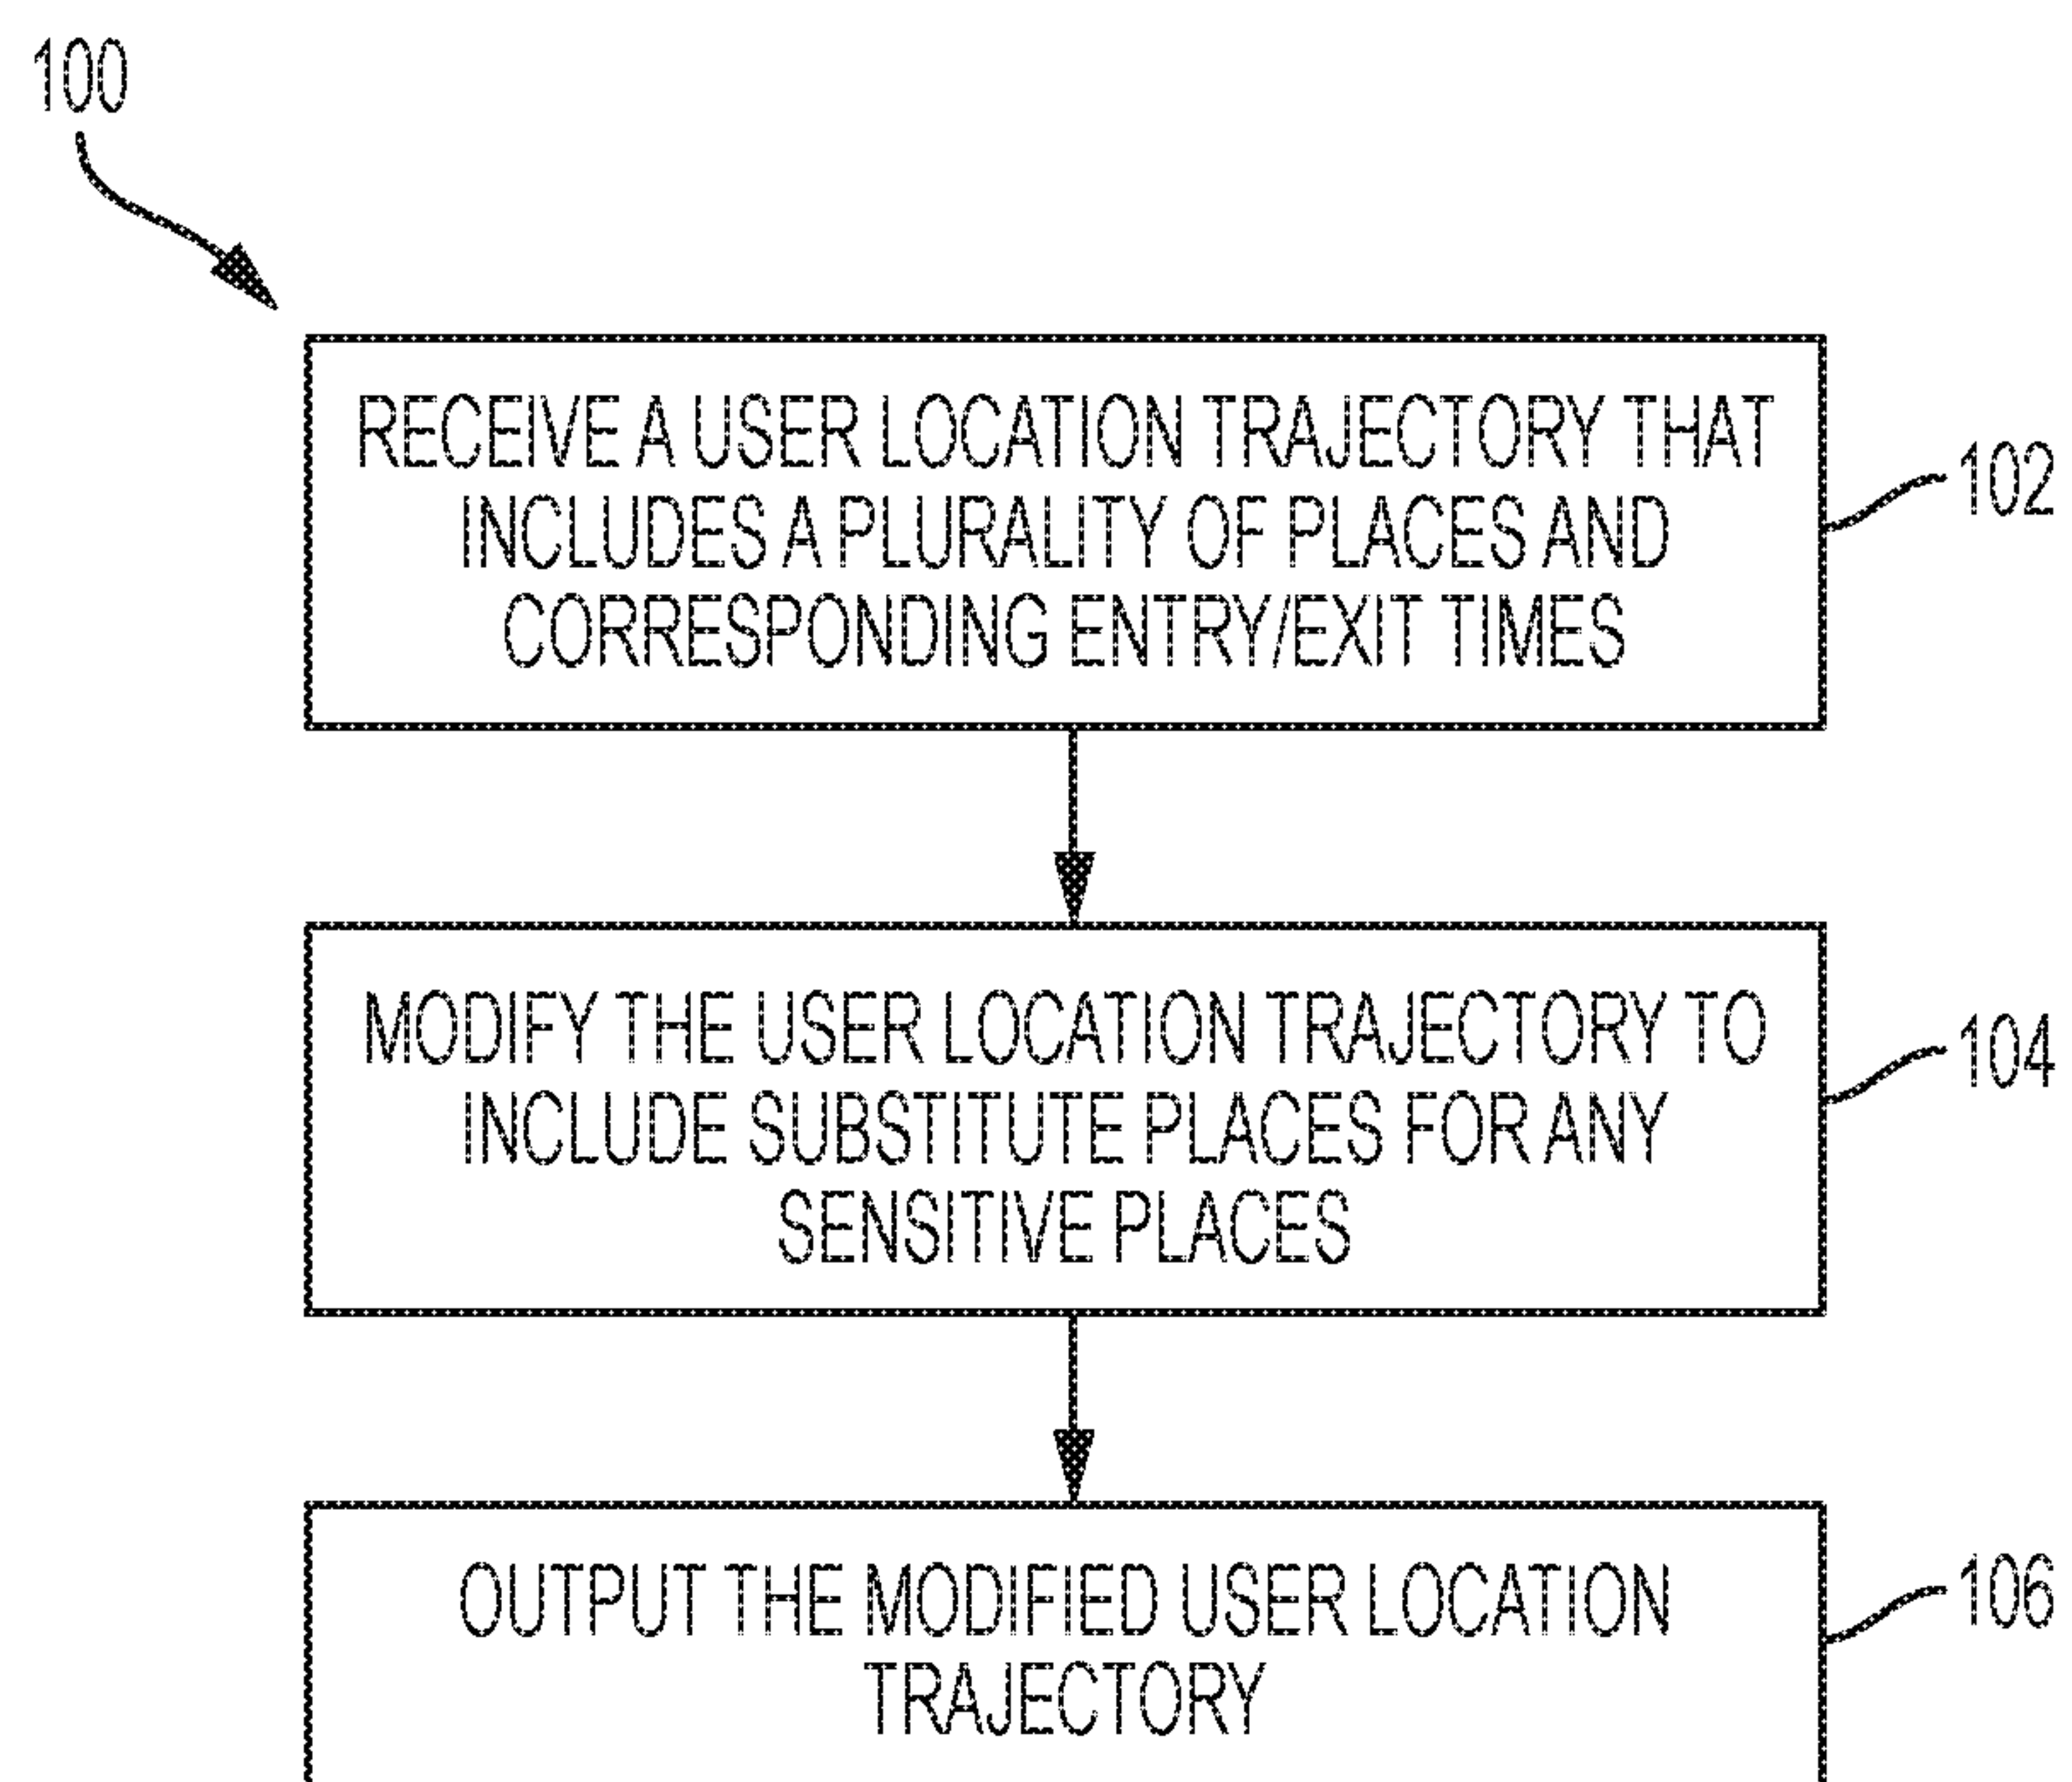 100
RECEIVE A USER LOCATION TRAJECTORY THAT
INCLUDES A PLURALITY OF PLACES AND
CORRESPONDING ENTRY/EXIT TIMES
102
MODIFY THE USER LOCATION TRAJECTORY TO
INCLUDE SUBSTITUTE PLACES FOR ANY
SENSITIVE PLACES
104
OUTPUT THE MODIFIED USER LOCATION
TRAJECTORY
106